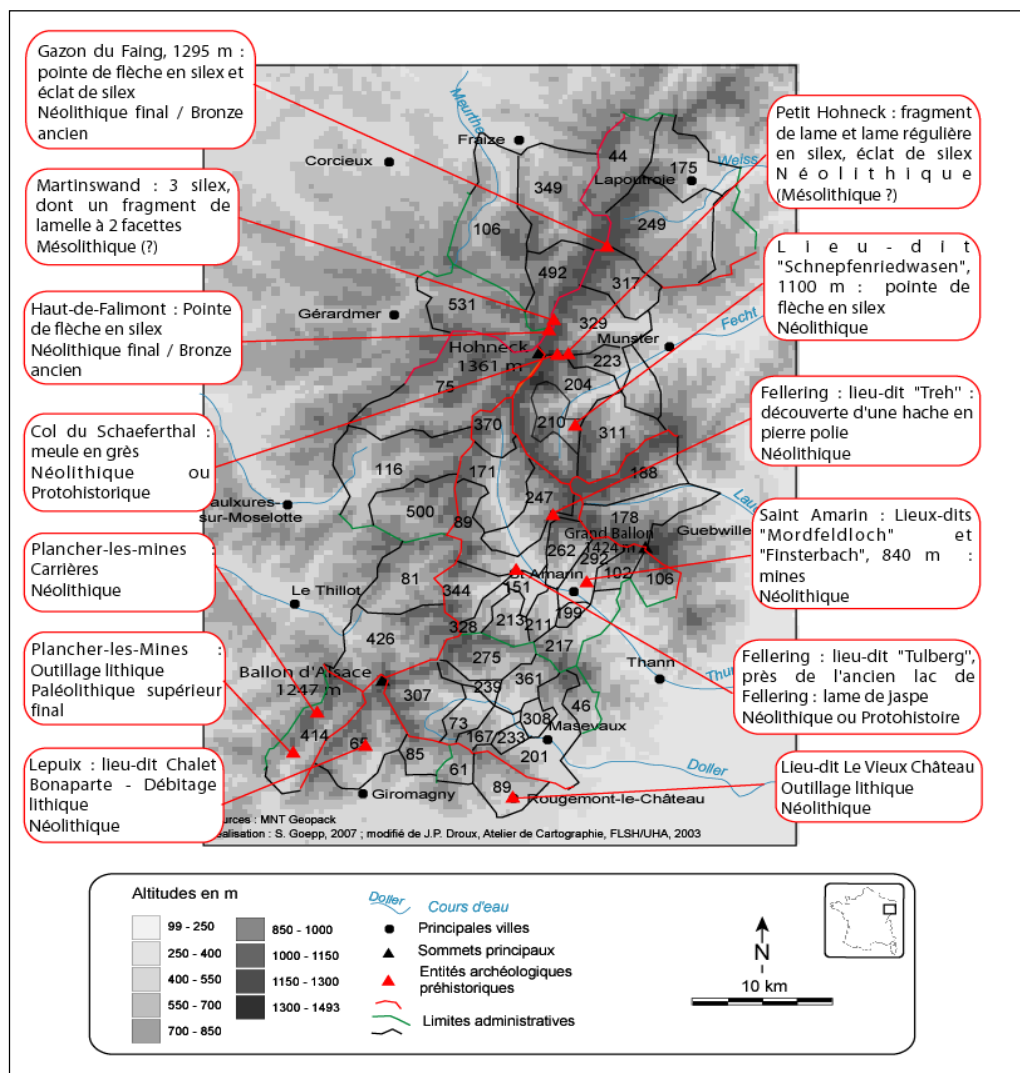 Gazon du Faing, 1295 m :
pointe de flèche en silex et
éclat de silex
Néolithique final / Bronze
ancien
Martinswand : 3 silex,
dont un fragment de
lamelle à 2 facettes
Mésolithique (?)
Haut-de-Falimont : Pointe
de flèche en silex
Néolithique final / Bronze
ancien
Col du Schaeferthal :
meule en grès
Néolithique ou
Protohistorique
Plancher-les-mines :
Carrières
Néolithique
Plancher-les-Mines :
Outillage lithique
Paléolithique supérieur
final
Lepuix : lieu-dit Chalet
Bonaparte - Débitage
lithique
Néolithique
Petit Hohneck : fragment
de lame et lame régulière
en silex, éclat de silex
Néolithique
(Mésolithique ?)
Lieu-dit
"Schnepfenriedwasen",
1100 m : pointe de
flèche en silex
Néolithique
Fellering : lieu-dit "Treh" :
découverte d'une hache en
pierre polie
Néolithique
Saint Amarin : Lieux-dits
"Mordfeldloch" et
"Finsterbach", 840 m :
mines
Néolithique
Fellering : lieu-dit "Tulberg",
près de l'ancien lac de
Fellering : lame de jaspe
Néolithique ou Protohistoire
Lieu-dit Le Vieux Château
Outillage lithique
Néolithique
Meurthe
Fraize
Corcieux
44
175
Weiss
349
Lapoutroie
106
249
492
317
531
Gérardmer
329
Fecht
Munster
Hohneck
1361 m
223
75
204
370
210
311
116
171
188
247
aulxures-
sur-Moselotte
500
89
178
Lau
Guebwille
Grand Ballon
1424 m
262
292
81
St Amarin
102
106
151
Le Thillot
344
199
213
211
328
426
217
275
Thann
Thur
Ballon d'Alsace
1247 m
361
239
307
46
308
73
Masevaux
414
65
167
233
201
85
61
Doller
89
Giromagny
Rougemont-le-Château
ources : MNT Geopack
éalisation : S. Goepp, 2007 ; modifié de J.P. Droux, Atelier de Cartographie, FLSH/UHA, 2003
Altitudes en m
99 - 250
250 - 400
400 - 550
550 - 700
700 - 850
850 - 1000
1000 - 1150
1150 - 1300
1300 - 1493
Doller
Cours d'eau
Principales villes
Sommets principaux
Entités archéologiques
préhistoriques
Limites administratives
N
10 km